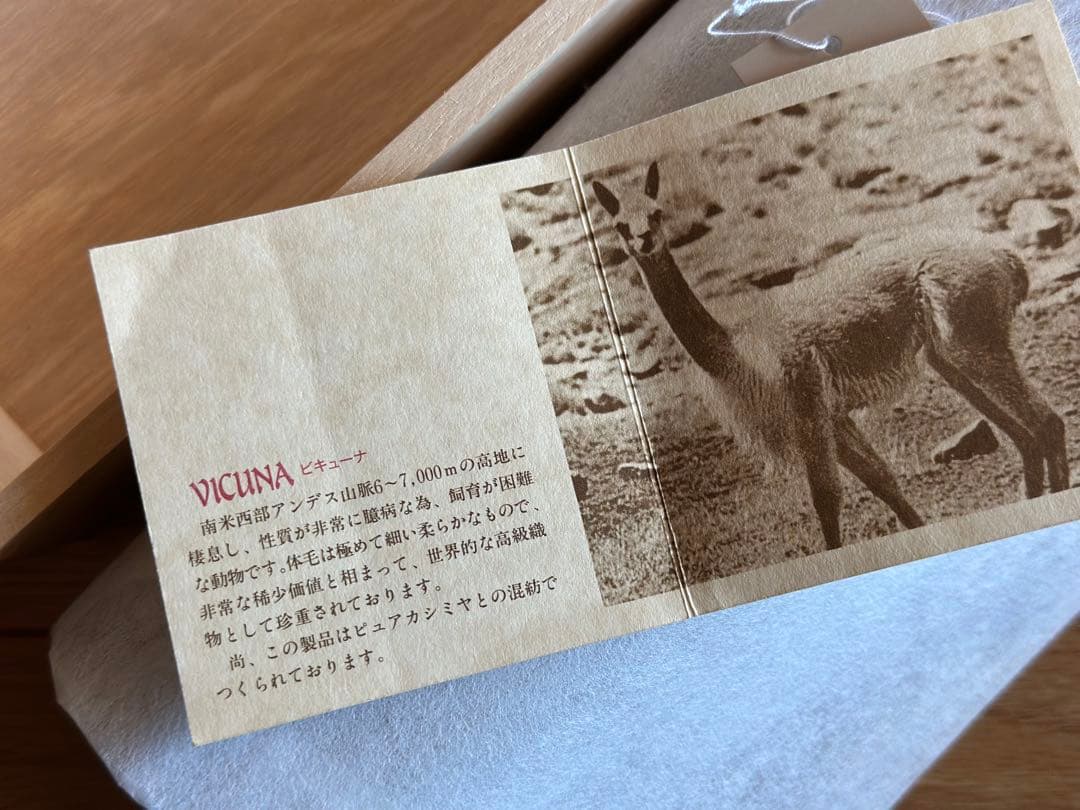 VICUNA ビキューナ
南米西部アンデス山脈6〜7,000mの高地に
棲息し、性質が非常に臆病な為、飼育が困難
な動物です。体毛は極めて細い柔らかなもので、
非常な稀少価値と相まって、世界的な高級織
物として珍重されております。
尚、この製品はピュアカシミヤとの混紡で
つくられております。